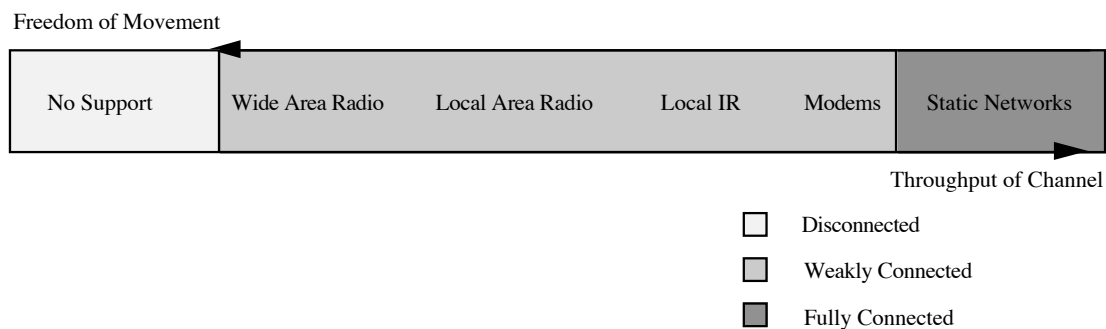 Freedom of Movement
No Support Wide Area Radio Local Area Radio Local IR Modems Static Networks
Throughput of Channel
Disconnected
Weakly Connected
Fully Connected